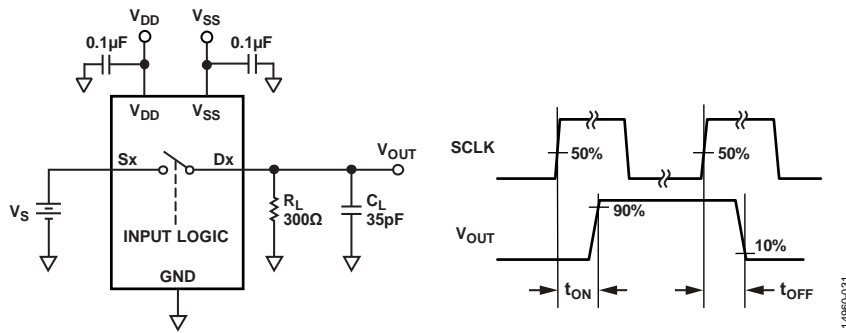 VDD
VSS
0.1µF
0.1µF
VDD
VSS
Sx
Dx
VOUT
VS
RL
300Ω
CL
35pF
INPUT LOGIC
GND
SCLK
50%
50%
VOUT
90%
10%
tON
tOFF
14960-031